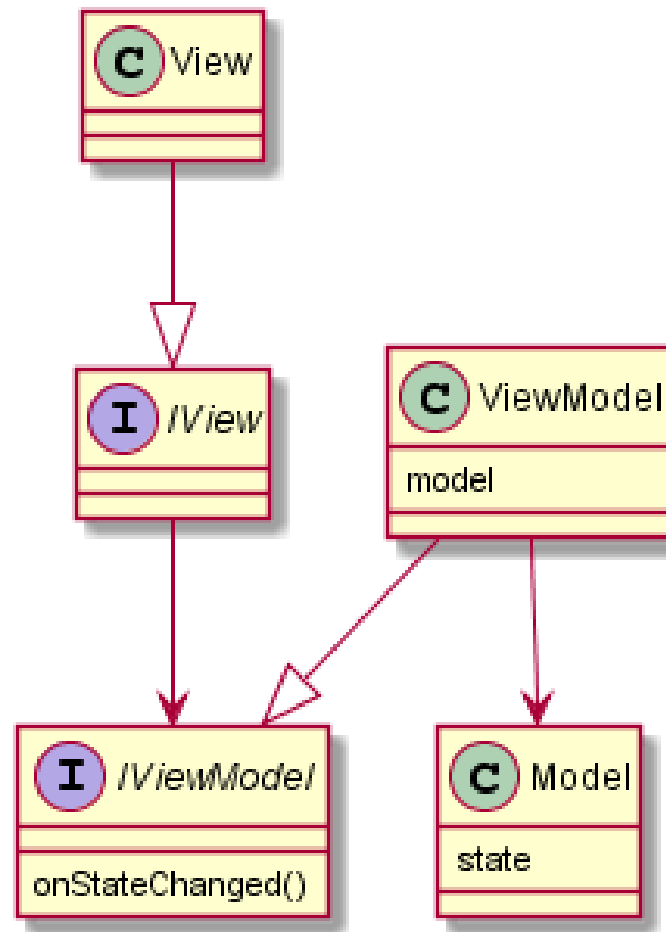 C View
I IView
C ViewModel
model
I IViewModel
onStateChanged()
C Model
state